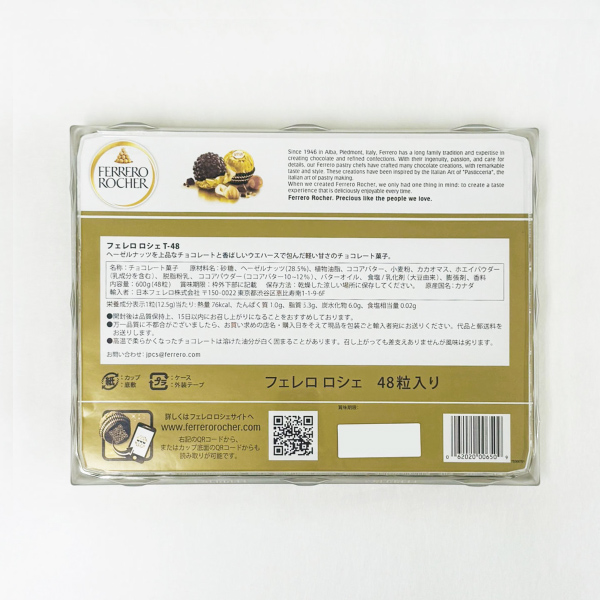 FERRERO
ROCHER
Since 1946 in Alba, Piedmont, Italy, Ferrero has a long family tradition and expertise in
creating chocolate and refined confections. With their ingenuity, passion, and care for
details, our Ferrero pastry chefs have crafted many chocolate creations, with remarkable
taste and style. These creations have been inspired by the Italian Art of "Pasticceria", the
Italian art of pastry making.
When we created Ferrero Rocher, we only had one thing in mind: to create a taste
experience that is deliciously extraordinary.
Ferrero Rocher. Precious like the people we love.
フェレロ ロシェ T-48
ヘーゼルナッツを上品なチョコレートと香ばしいウエハースで包んだ軽い甘さのチョコレート菓子。
名称：チョコレート菓子 原材料名：砂糖、ヘーゼルナッツ(28.5%)、植物油脂、ココアバター、小麦粉、カカオマス、ホエイパウダー
(乳成分を含む)、脱脂粉乳、ココアパウダー(ココアバター10~12%)、バターオイル、食塩/乳化剤(大豆由来)、膨張剤、香料
内容量：600g(48粒) 賞味期限：枠外下部に記載 保存方法：乾燥した涼しい場所に保存してください。 原産国名：カナダ
輸入者：日本フェレロ株式会社 〒150-0022 東京都渋谷区恵比寿南1-1-9-6F
栄養成分表示1粒(12.5g)当たり：熱量 76kcal、たんぱく質 1.0g、脂質 5.3g、炭水化物 6.0g、食塩相当量 0.02g
●開封後は品質保持上、15日以内にお召し上がりになることをおすすめしております。
●万一品質に不都合がございましたら、お買い求めの店名・購入日をそえて現品を包装ごと輸入者宛にお送りください。代品と郵送料を
お送りします。
●高温で柔らかくなったチョコレートは溶けた油分が白く固まることがあります。召し上がっても差支えありませんが風味は劣ります。
お問い合わせ：jpcs@ferrero.com
紙 ：カップ
：底敷
プラ ：ケース
：外装テープ
フェレロ ロシェ 48粒入り
詳しくはフェレロ ロシェサイトへ
www.ferrerorocher.com
右記のQRコードから、
またはカップ底面のQRコードからも
読み取りが可能です。
賞味期限：
0 62020 00650 9